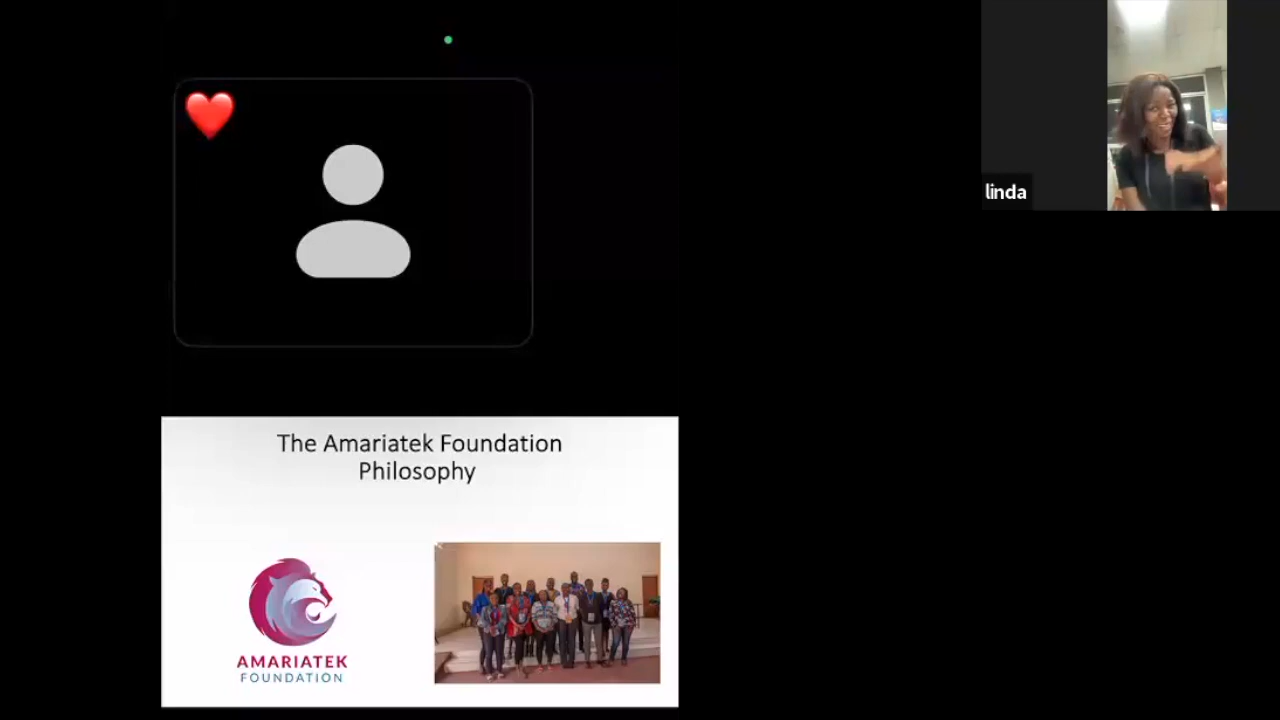 linda
The Amariatek Foundation
Philosophy
AMARIATEK
FOUNDATION